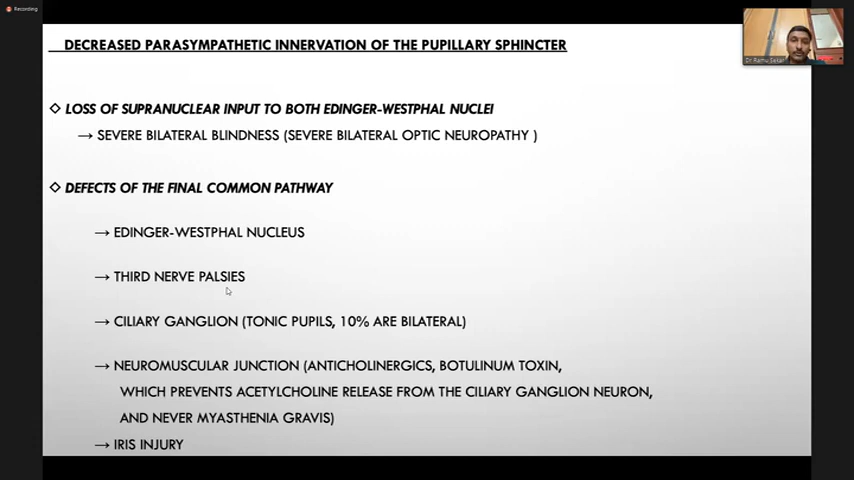 Recording
DECREASED PARASYMPATHETIC INNERVATION OF THE PUPILLARY SPHINCTER
Dr Ramu Sekar
◇ LOSS OF SUPRANUCLEAR INPUT TO BOTH EDINGER-WESTPHAL NUCLEI
→ SEVERE BILATERAL BLINDNESS (SEVERE BILATERAL OPTIC NEUROPATHY )
◇ DEFECTS OF THE FINAL COMMON PATHWAY
→ EDINGER-WESTPHAL NUCLEUS
→ THIRD NERVE PALSIES
→ CILIARY GANGLION (TONIC PUPILS, 10% ARE BILATERAL)
→ NEUROMUSCULAR JUNCTION (ANTICHOLINERGICS, BOTULINUM TOXIN,
WHICH PREVENTS ACETYLCHOLINE RELEASE FROM THE CILIARY GANGLION NEURON,
AND NEVER MYASTHENIA GRAVIS)
→ IRIS INJURY